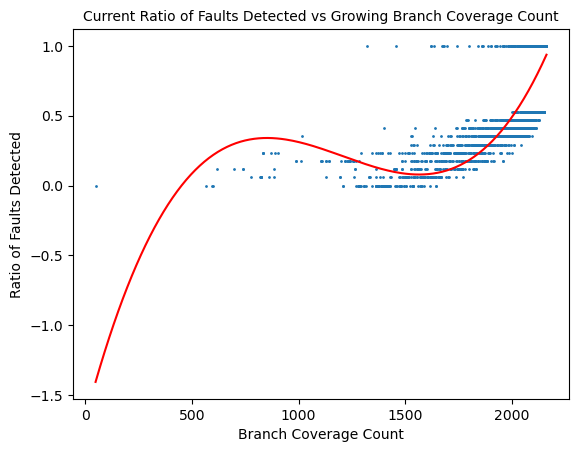 Current Ratio of Faults Detected vs Growing Branch Coverage Count
1.0
0.5
0.0
-0.5
-1.0
-1.5
Ratio of Faults Detected
0 500 1000 1500 2000
Branch Coverage Count